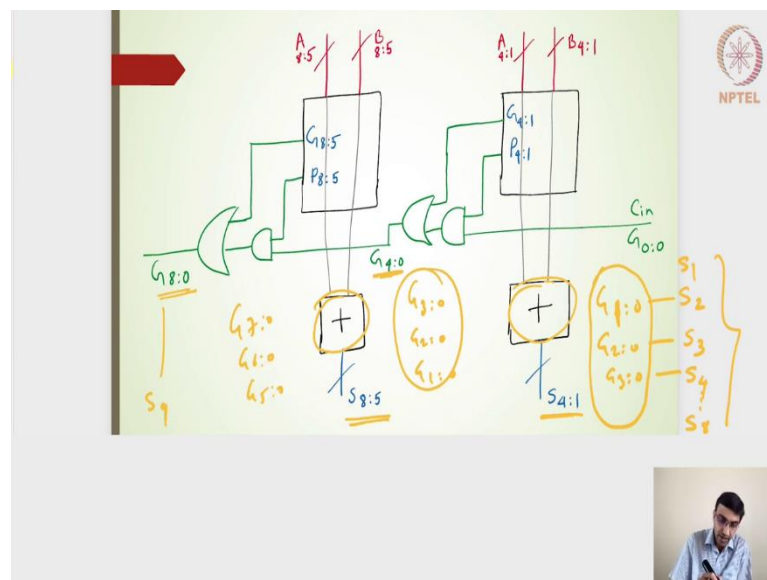 A 8:5 B 8:5 A 4:1 B4:1
NPTEL
G8:5
P8:5
G4:1
P4:1
Cin
G0:0
G8:0
G4:0
+
+
G7:0
G6:0
G5:0
G3:0
G2:0
G1:0
G1:0
G2:0
G3:0
S1
S2
S3
S4
S8
S9
S8:5
S4:1